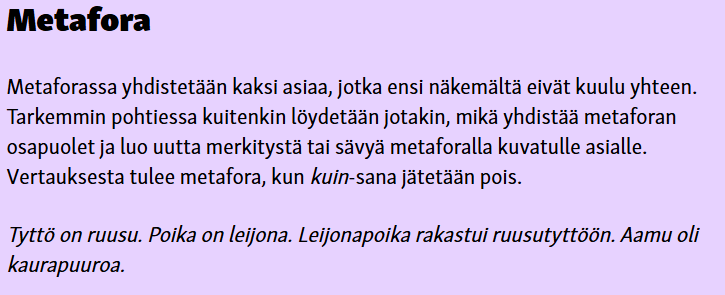 Metafora
Metaforassa yhdistetään kaksi asiaa, jotka ensi näkemältä eivät kuulu yhteen.
Tarkemmin pohtiessa kuitenkin löydetään jotakin, mikä yhdistää metaforan
osapuolet ja luo uutta merkitystä tai sävyä metaforalla kuvatulle asialle.
Vertauksesta tulee metafora, kun kuin-sana jätetään pois.
Tyttö on ruusu. Poika on leijona. Leijonapoika rakastui ruusutyttöön. Aamu oli
kaurapuuroa.